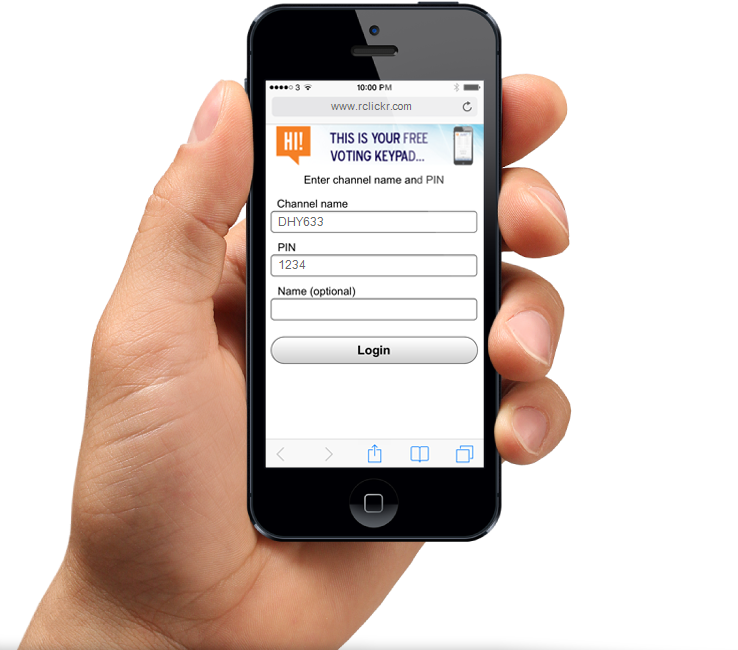 3 10:00 PM
www.rclickr.com
HI! THIS IS YOUR FREE
VOTING KEYPAD...
Enter channel name and PIN
Channel name
DHY633
PIN
1234
Name (optional)
Login